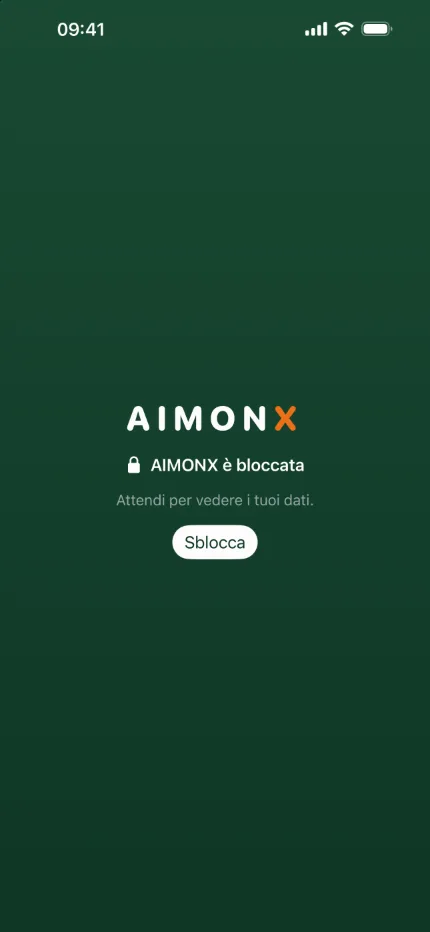 09:41
AIMONX
AIMONX è bloccata
Attendi per vedere i tuoi dati.
Sblocca